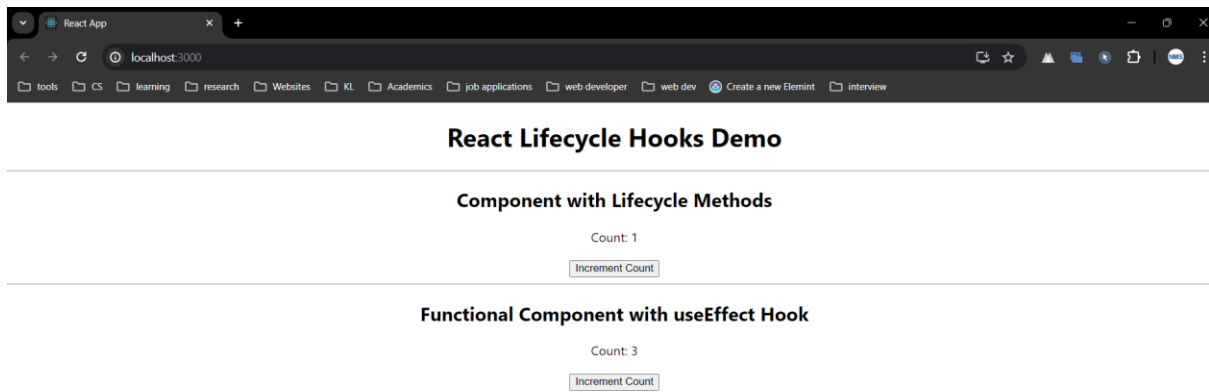 React App
localhost:3000
tools CS learning research Websites KL Academics job applications web developer web dev Create a new Elemint interview
NMS
React Lifecycle Hooks Demo
Component with Lifecycle Methods
Count: 1
Increment Count
Functional Component with useEffect Hook
Count: 3
Increment Count